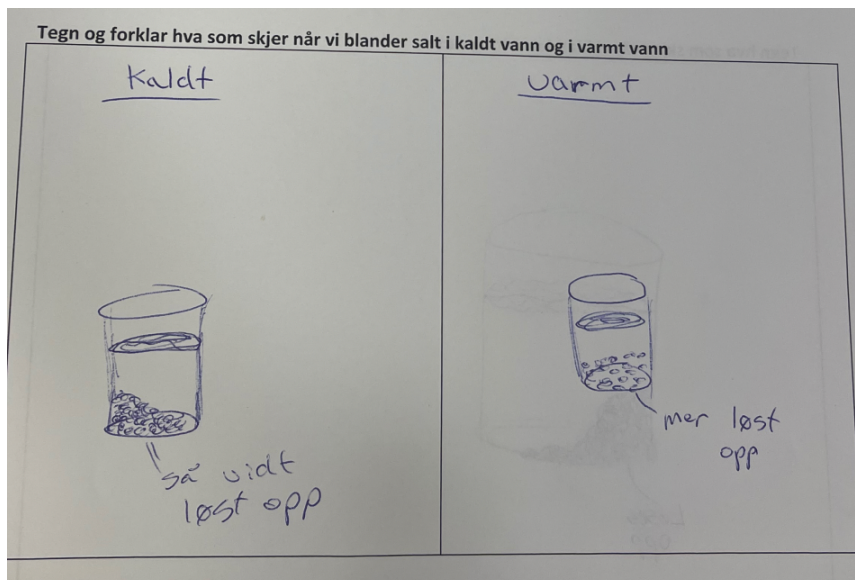 Tegn og forklar hva som skjer når vi blander salt i kaldt vann og i varmt vann
Kaldt
varmt
så vidt
løst opp
mer løst
opp